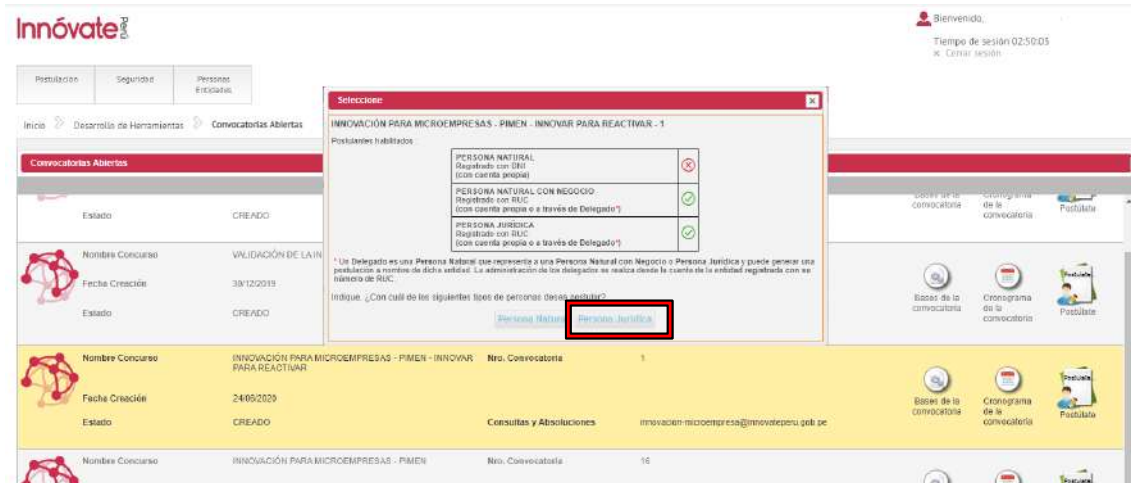 Innóvate Perú
Bienvenido,
Tiempo de sesión 02:50:05
x Cerrar sesión
Postulación
Seguridad
Personas Entidades
Inicio
Desarrollo de Herramientas
Convocatorias Abiertas
Seleccione
INNOVACIÓN PARA MICROEMPRESAS - PIMEN - INNOVAR PARA REACTIVAR - 1
Postulantes habilitados :
PERSONA NATURAL
Registrado con DNI
(con cuenta propia)
PERSONA NATURAL CON NEGOCIO
Registrado con RUC
(con cuenta propia o a través de Delegado*)
PERSONA JURÍDICA
Registrado con RUC
(con cuenta propia o a través de Delegado*)
* Un Delegado es una Persona Natural que representa a una Persona Natural con Negocio o Persona Jurídica y puede generar una
postulación a nombre de dicha entidad. La administración de los delegados se realiza desde la cuenta de la entidad registrada con su
número de RUC.
Indique, ¿Con cuál de los siguientes tipos de personas desea postular?
Persona Natural
Persona Jurídica
Convocatorias Abiertas
Estado
CREADO
Bases de la convocatoria
Cronograma de la convocatoria
Postúlate
Nombre Concurso
VALIDACIÓN DE LA IN
Fecha Creación
30/12/2019
Estado
CREADO
Bases de la convocatoria
Cronograma de la convocatoria
Postúlate
Nombre Concurso
INNOVACIÓN PARA MICROEMPRESAS - PIMEN - INNOVAR
PARA REACTIVAR
Nro. Convocatoria
1
Fecha Creación
24/06/2020
Estado
CREADO
Consultas y Absoluciones
innovacion-microempresa@innovateperu.gob.pe
Bases de la convocatoria
Cronograma de la convocatoria
Postúlate
Nombre Concurso
INNOVACIÓN PARA MICROEMPRESAS - PIMEN
Nro. Convocatoria
16